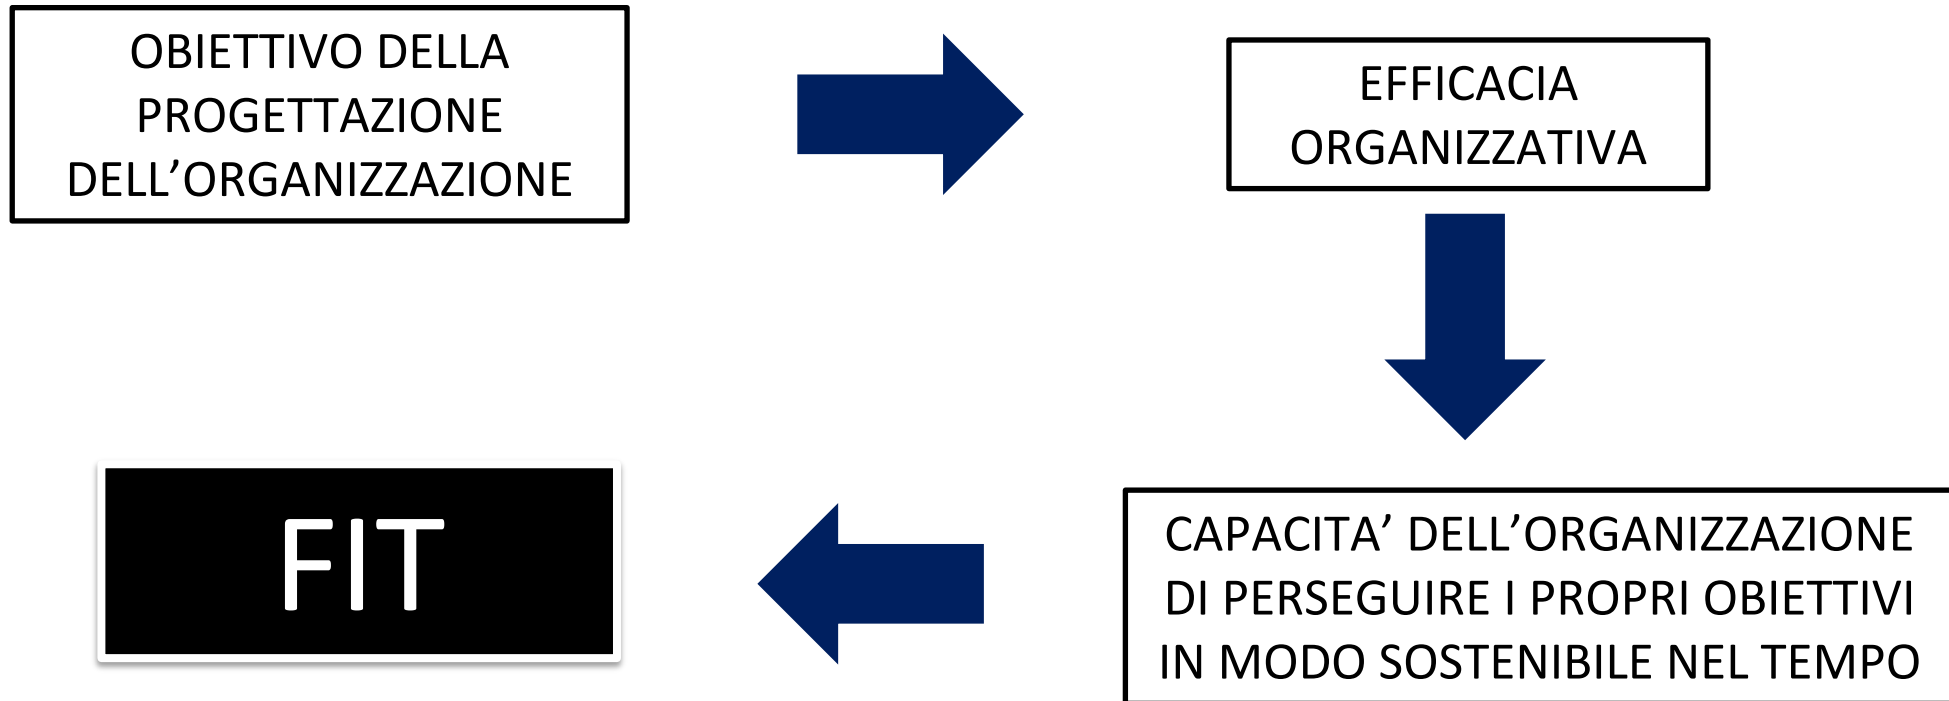 OBIETTIVO DELLA
PROGETTAZIONE
DELL’ORGANIZZAZIONE
EFFICACIA
ORGANIZZATIVA
CAPACITA’ DELL’ORGANIZZAZIONE
DI PERSEGUIRE I PROPRI OBIETTIVI
IN MODO SOSTENIBILE NEL TEMPO
FIT